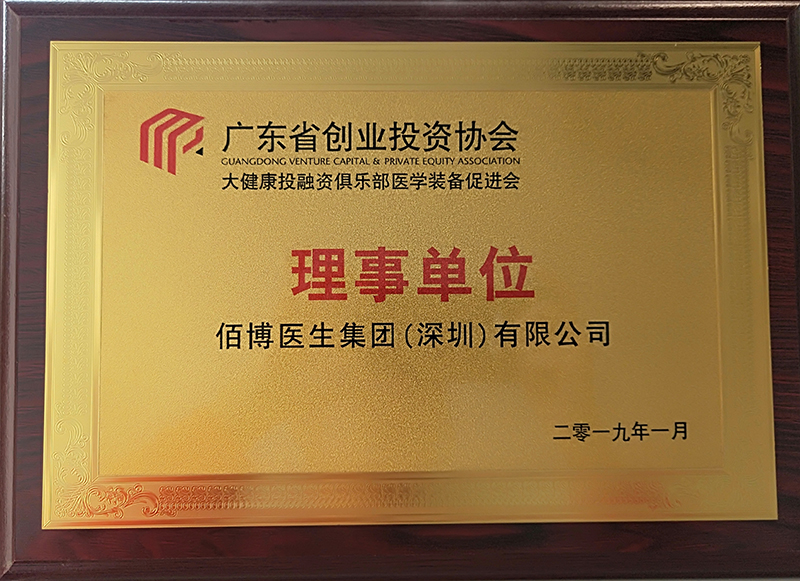 广东省创业投资协会
GUANGDONG VENTURE CAPITAL & PRIVATE EQUITY ASSOCIATION
大健康投融资俱乐部医学装备促进会
理事单位
佰博医生集团(深圳)有限公司
二零一九年一月